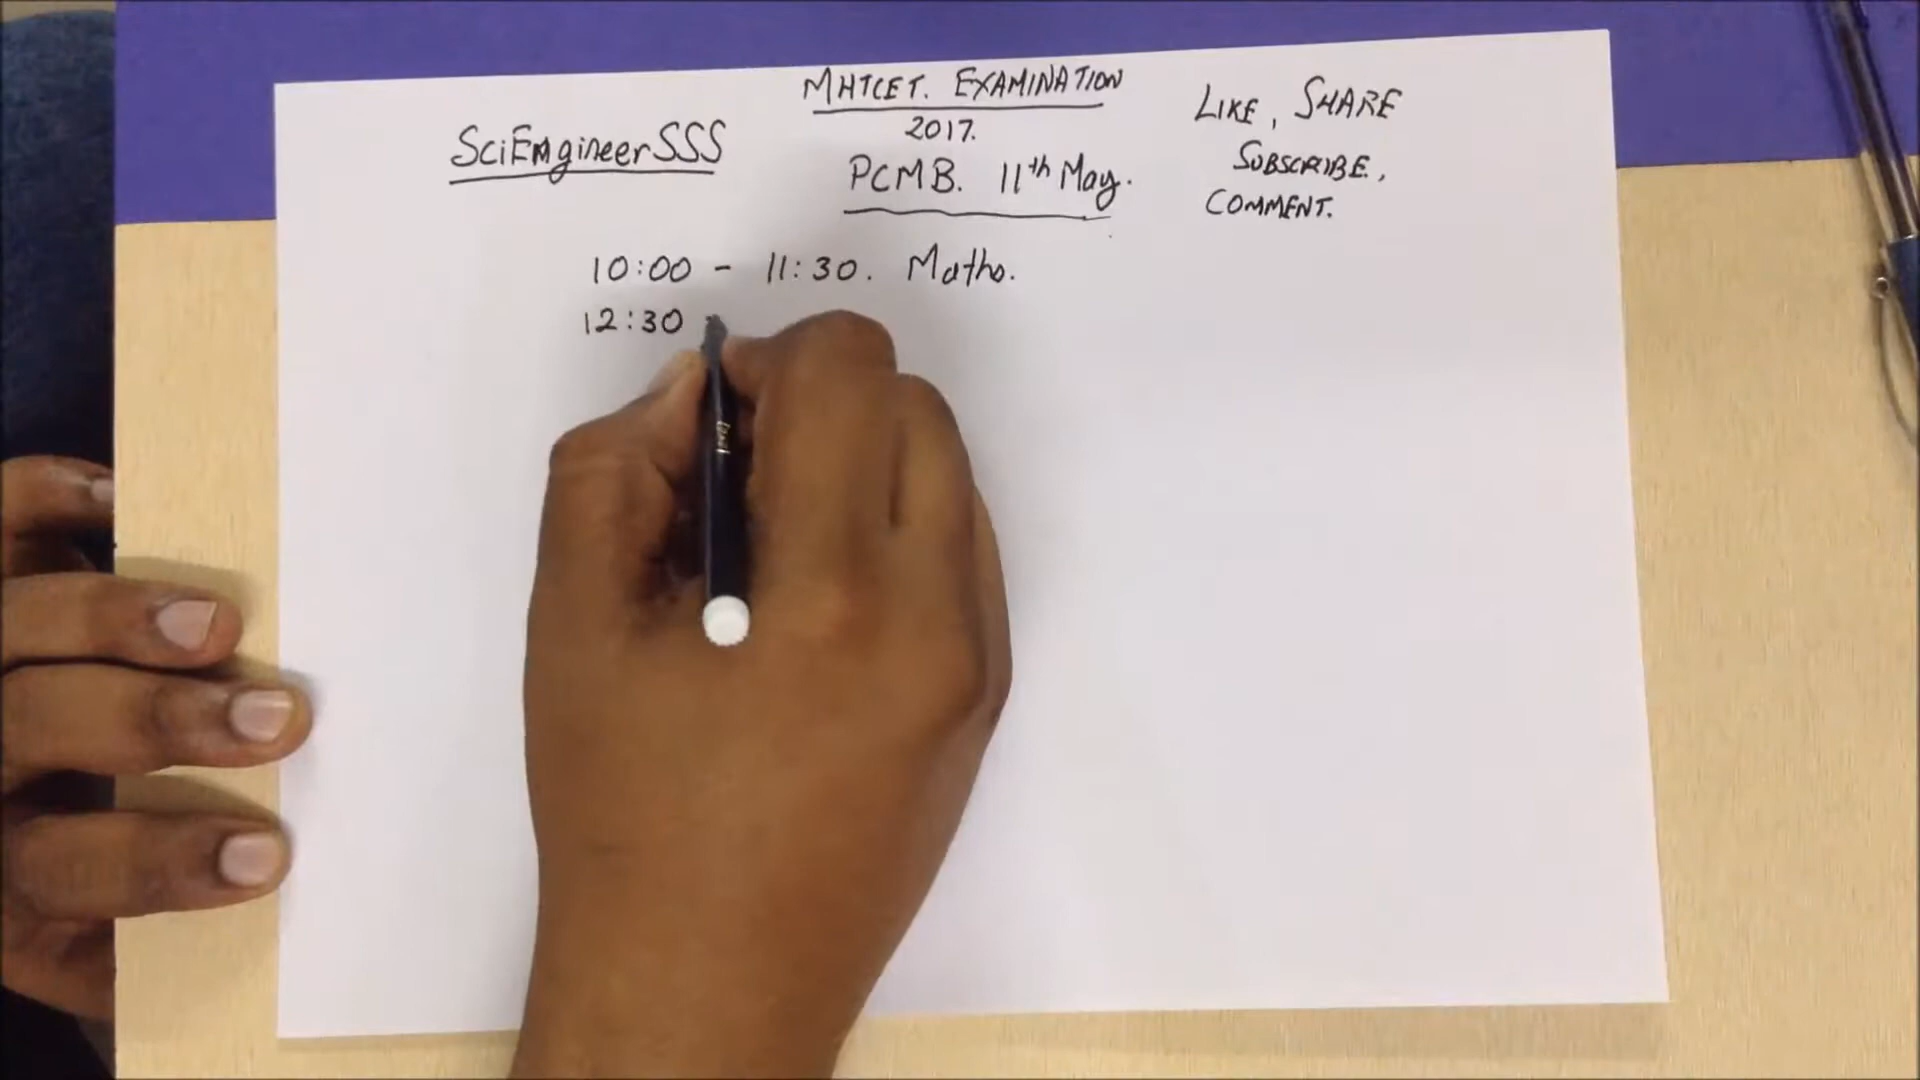 MHTCET. EXAMINATION
2017.
SciEngineerSSS
PCMB. 11th May.
LIKE, SHARE
SUBSCRIBE,
COMMENT.
10:00 - 11:30. Maths.
12:30 -